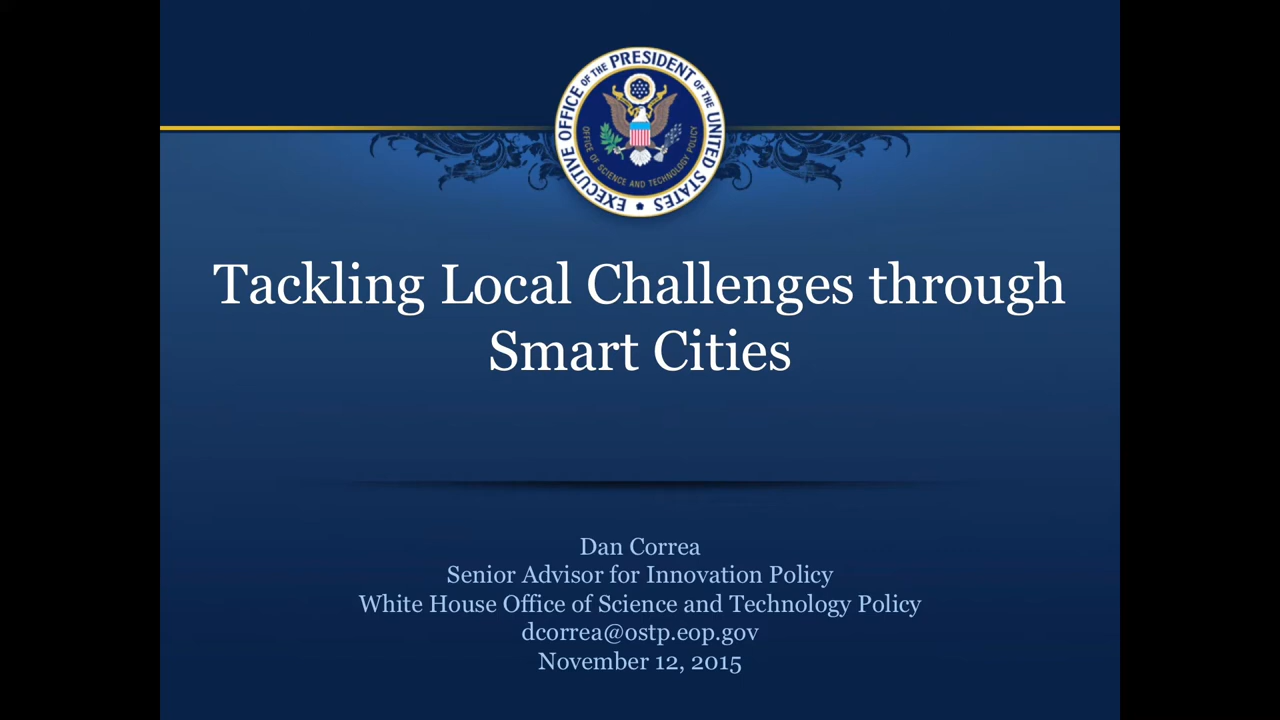 EXECUTIVE OFFICE OF THE PRESIDENT OF THE UNITED STATES
OFFICE OF SCIENCE AND TECHNOLOGY POLICY
Tackling Local Challenges through
Smart Cities
Dan Correa
Senior Advisor for Innovation Policy
White House Office of Science and Technology Policy
dcorrea@ostp.eop.gov
November 12, 2015